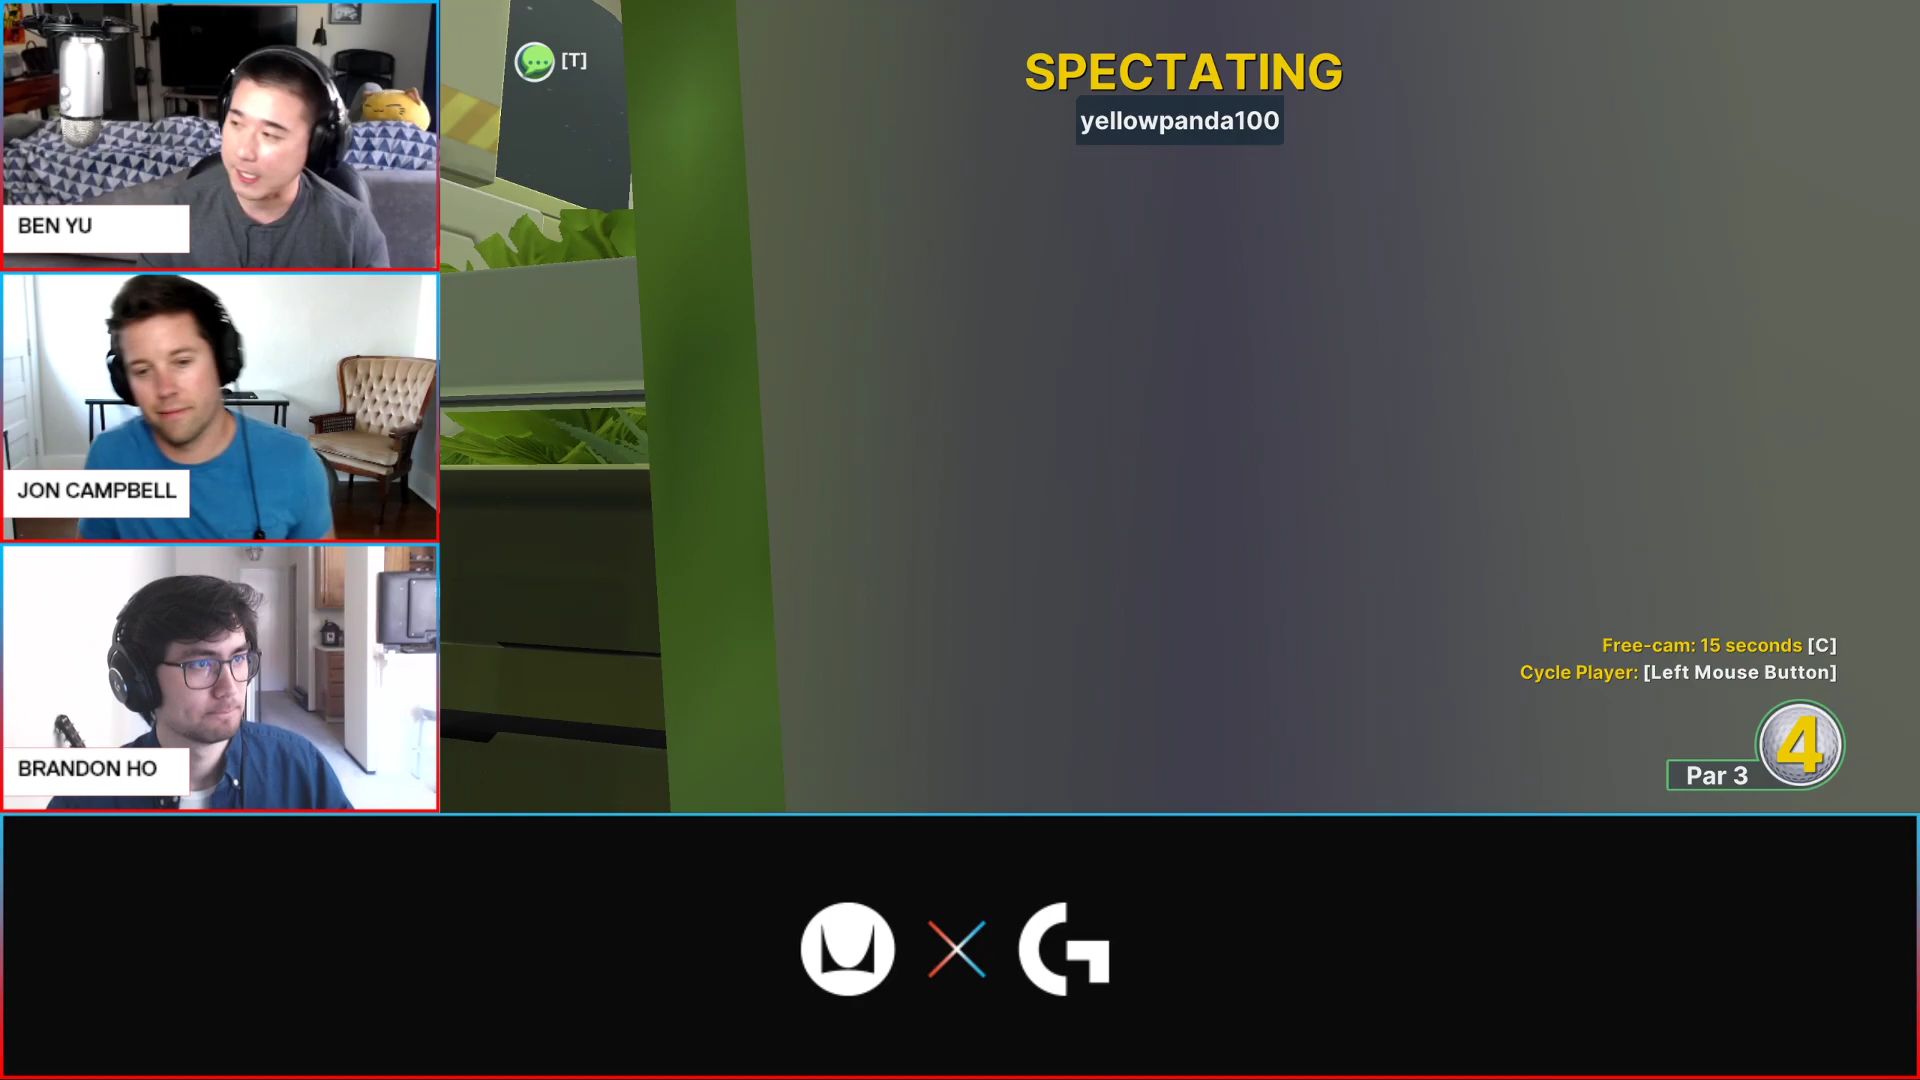 BEN YU
JON CAMPBELL
BRANDON HO
[T]
SPECTATING
yellowpanda100
Free-cam: 15 seconds [C]
Cycle Player: [Left Mouse Button]
4
Par 3